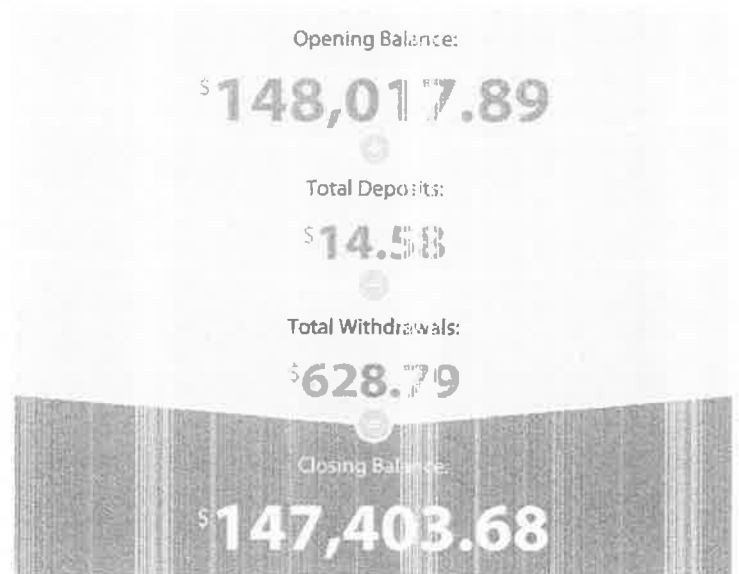 Opening Balance:
$148,017.89
+
Total Deposits:
$14.58
-
Total Withdrawals:
$628.79
=
Closing Balance:
$147,403.68